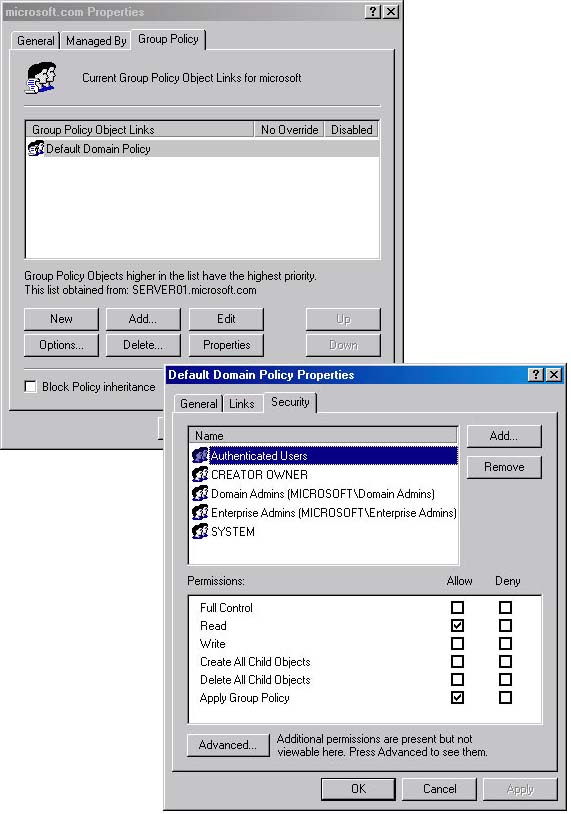 microsoft.com Properties
General Managed By Group Policy
Current Group Policy Object Links for microsoft
Group Policy Object Links No Override Disabled
Default Domain Policy
Group Policy Objects higher in the list have the highest priority.
This list obtained from: SERVER01.microsoft.com
New Add... Edit Up
Options... Delete... Properties Down
Block Policy inheritance
Default Domain Policy Properties
General Links Security
Name
Add...
Authenticated Users
Remove
CREATOR OWNER
Domain Admins (MICROSOFT\Domain Admins)
Enterprise Admins (MICROSOFT\Enterprise Admins)
SYSTEM
Permissions: Allow Deny
Full Control
Read
Write
Create All Child Objects
Delete All Child Objects
Apply Group Policy
Advanced...
Additional permissions are present but not
viewable here. Press Advanced to see them.
OK Cancel Apply